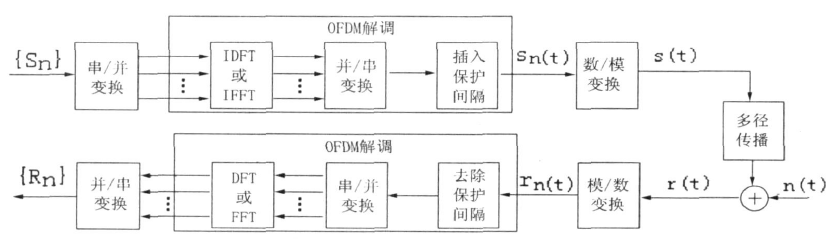 OFDM解调
{Sn}
串/并
变换
IDFT
或
IFFT
并/串
变换
插入
保护
间隔
Sn(t)
数/模
变换
s(t)
多径
传播
OFDM解调
{Rn}
并/串
变换
DFT
或
FFT
串/并
变换
去除
保护
间隔
rn(t)
模/数
变换
r(t)
n(t)